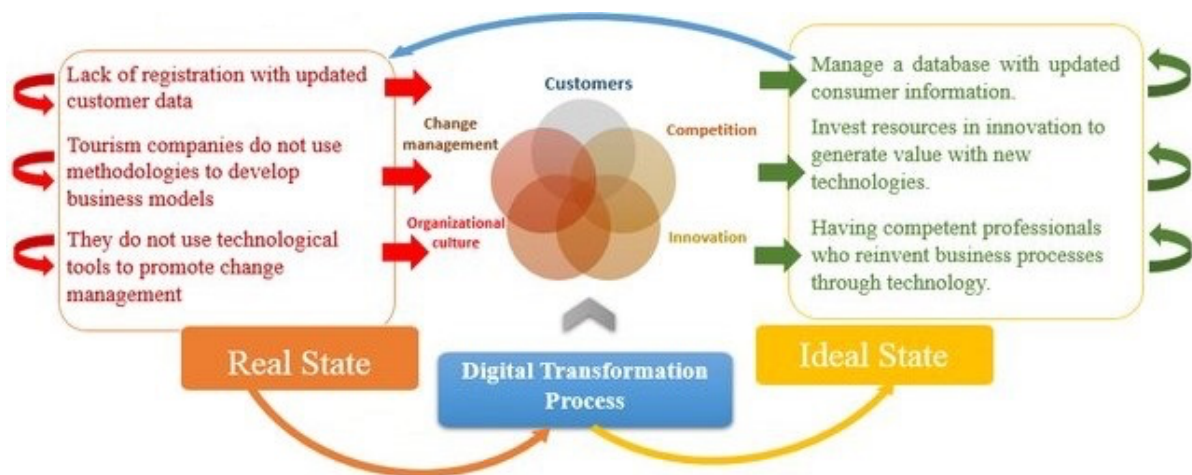 Lack of registration with updated
customer data
Tourism companies do not use
methodologies to develop
business models
They do not use technological
tools to promote change
management
Real State
Customers
Change
management
Competition
Organizational
culture
Innovation
Digital Transformation
Process
Manage a database with updated
consumer information.
Invest resources in innovation to
generate value with new
technologies.
Having competent professionals
who reinvent business processes
through technology.
Ideal State